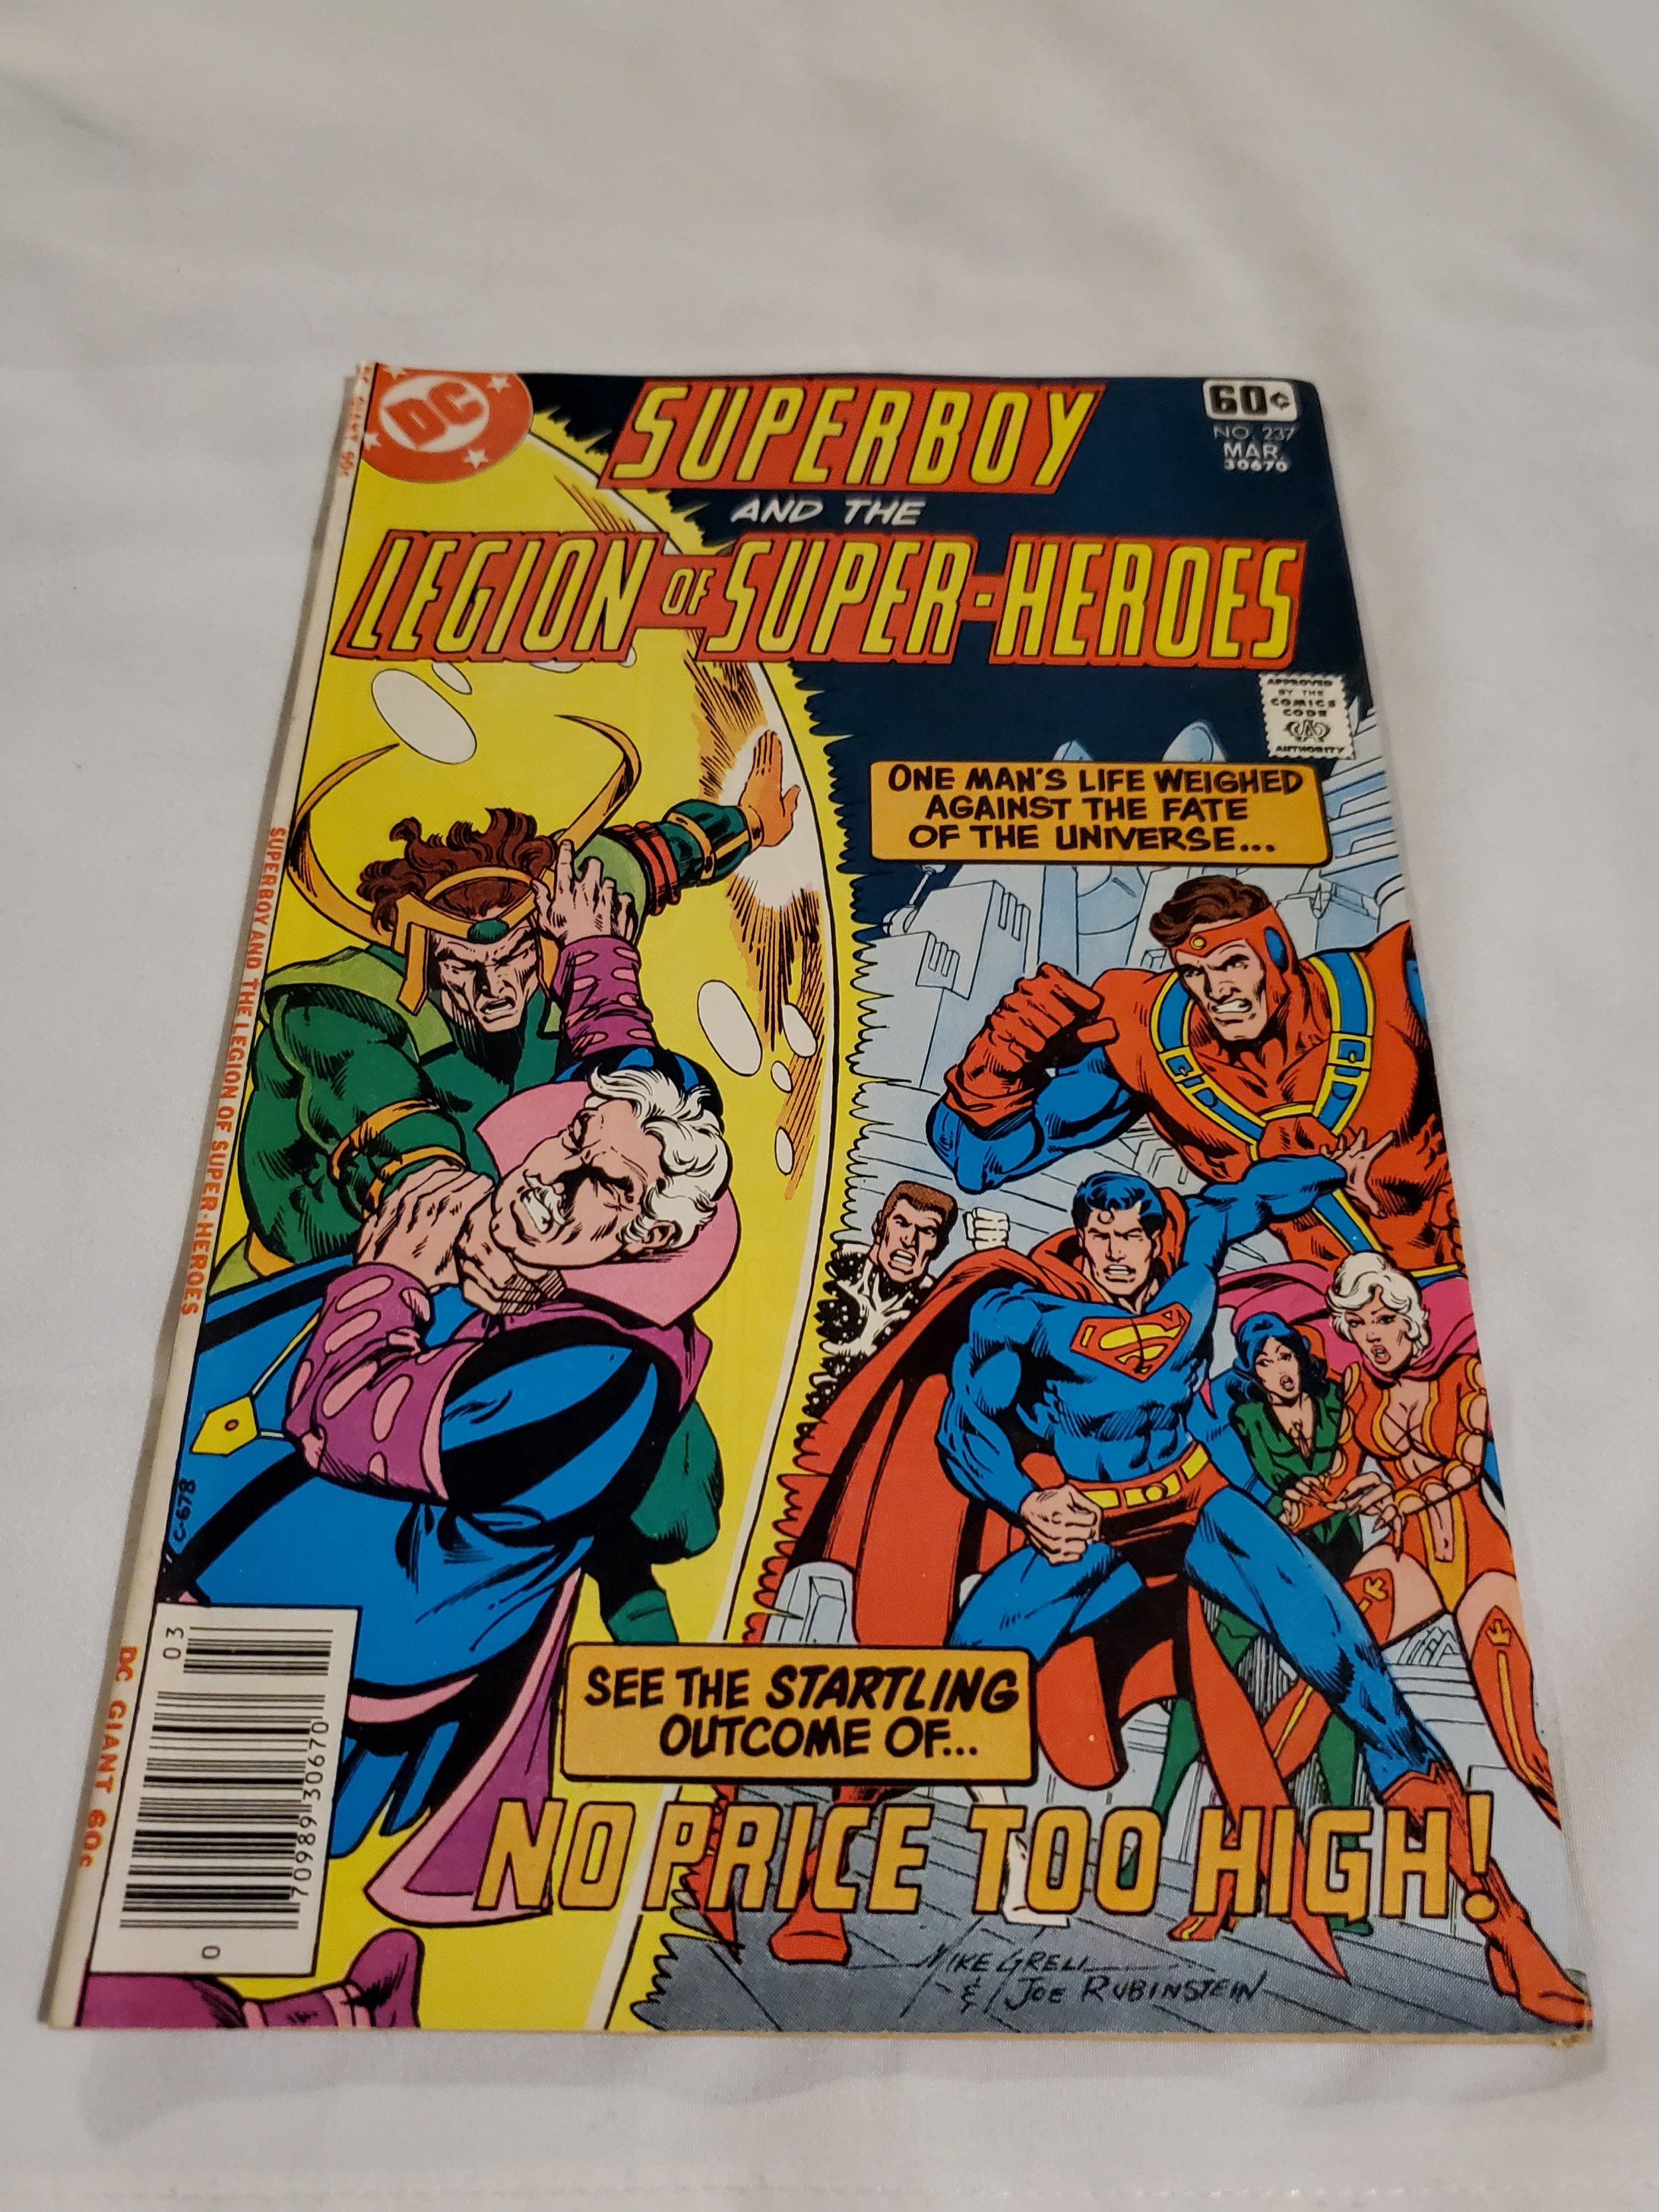 DC
SUPERBOY
AND THE
LEGION OF SUPER-HEROES
60¢
NO. 237
MAR.
30670
APPROVED
BY THE
COMICS
CODE
AUTHORITY
ONE MAN'S LIFE WEIGHED
AGAINST THE FATE
OF THE UNIVERSE...
SUPERBOY AND THE LEGION OF SUPER-HEROES
DC GIANT 60¢
C-678
SEE THE STARTLING
OUTCOME OF...
NO PRICE TOO HIGH!
MIKE GRELL
& JOE RUBINSTEIN
03
70989 30670
0